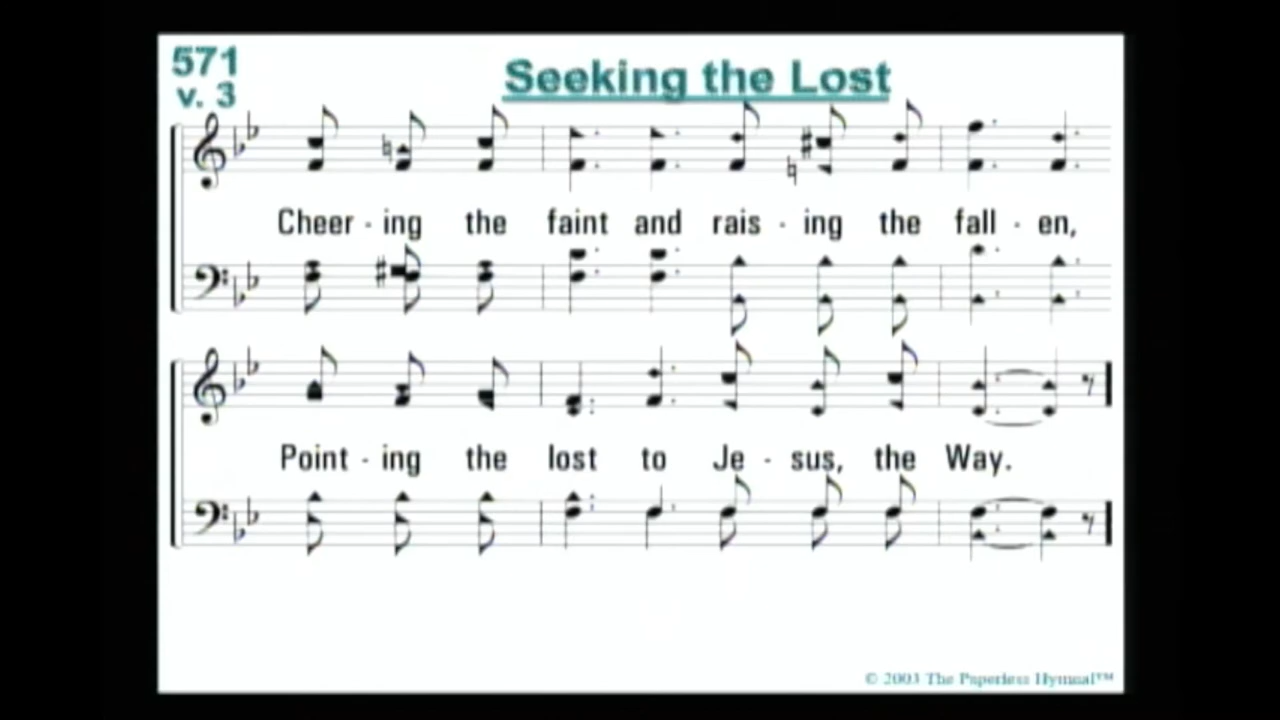 571
v. 3
Seeking the Lost
Cheer - ing the faint and rais - ing the fall - en,
Point - ing the lost to Je - sus, the Way.
© 2003 The Paperless Hymnal™